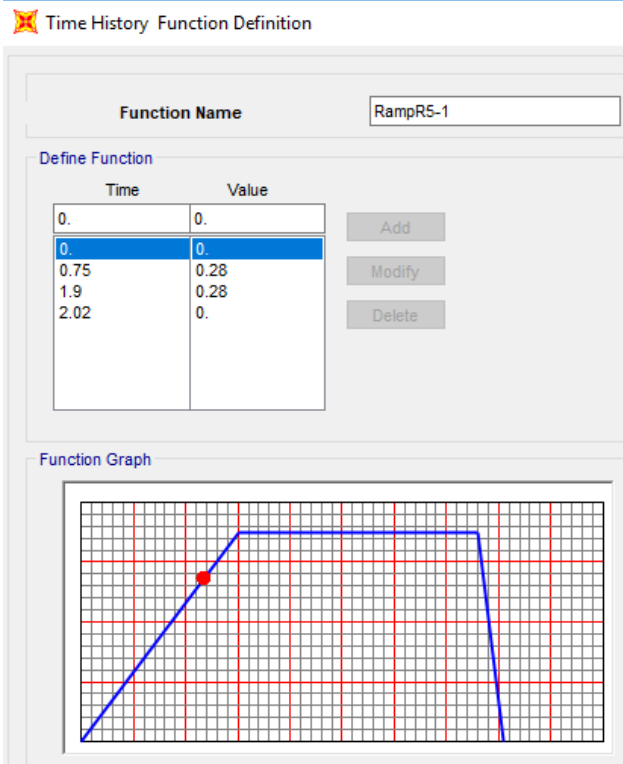 Time History Function Definition
Function Name RampR5-1
Define Function
Time Value
0. 0.
Add
0. 0.
0.75 0.28
Modify
1.9 0.28
2.02 0.
Delete
Function Graph